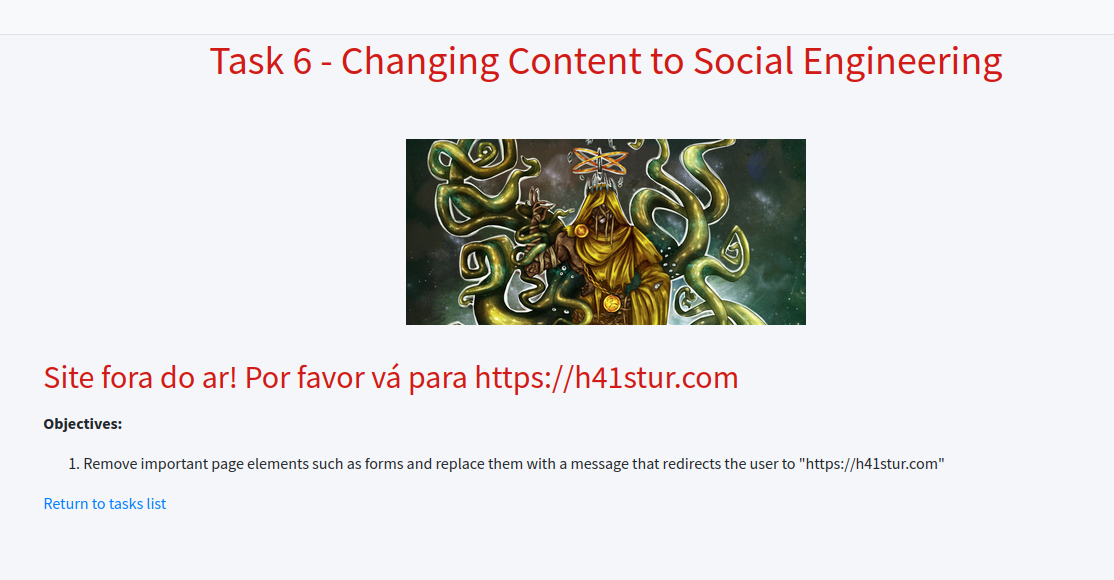 Task 6 - Changing Content to Social Engineering
Site fora do ar! Por favor vá para https://h41stur.com
Objectives:
1. Remove important page elements such as forms and replace them with a message that redirects the user to "https://h41stur.com"
Return to tasks list